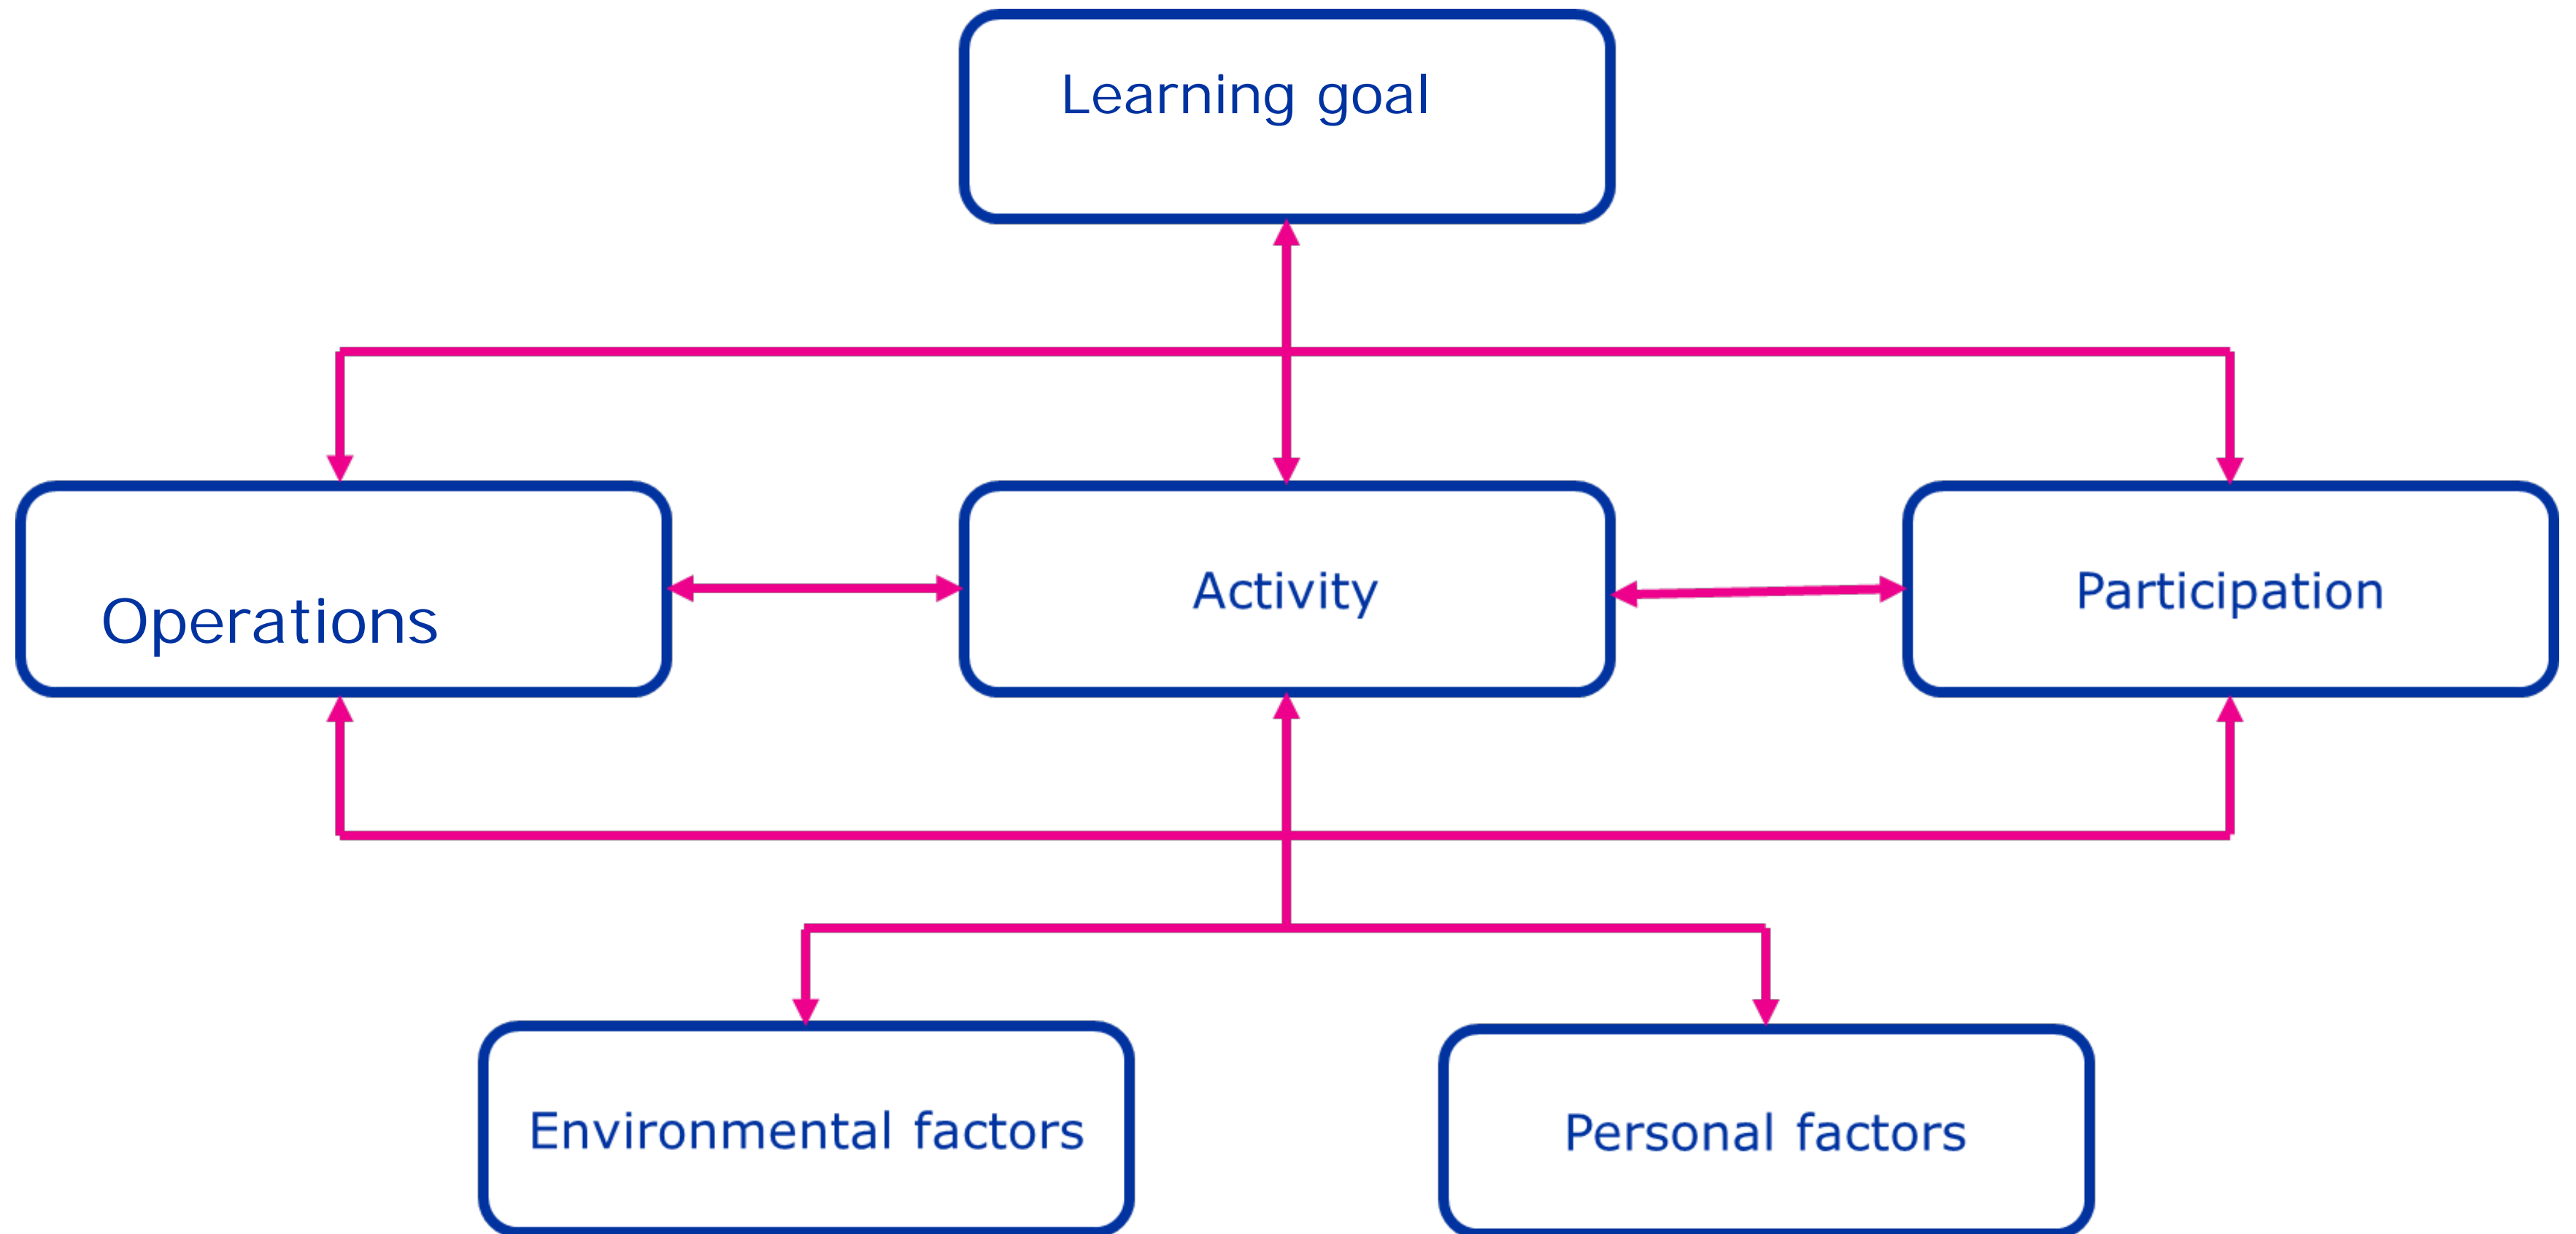 Learning goal
Operations
Activity
Participation
Environmental factors
Personal factors